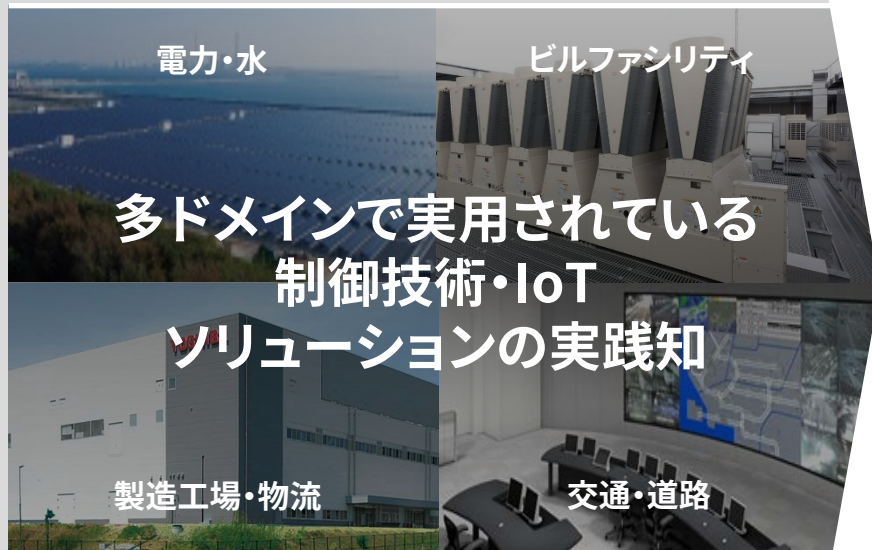 電力・水
ビルファシリティ
多ドメインで実用されている
制御技術・IoT
ソリューションの実践知
製造工場・物流
交通・道路